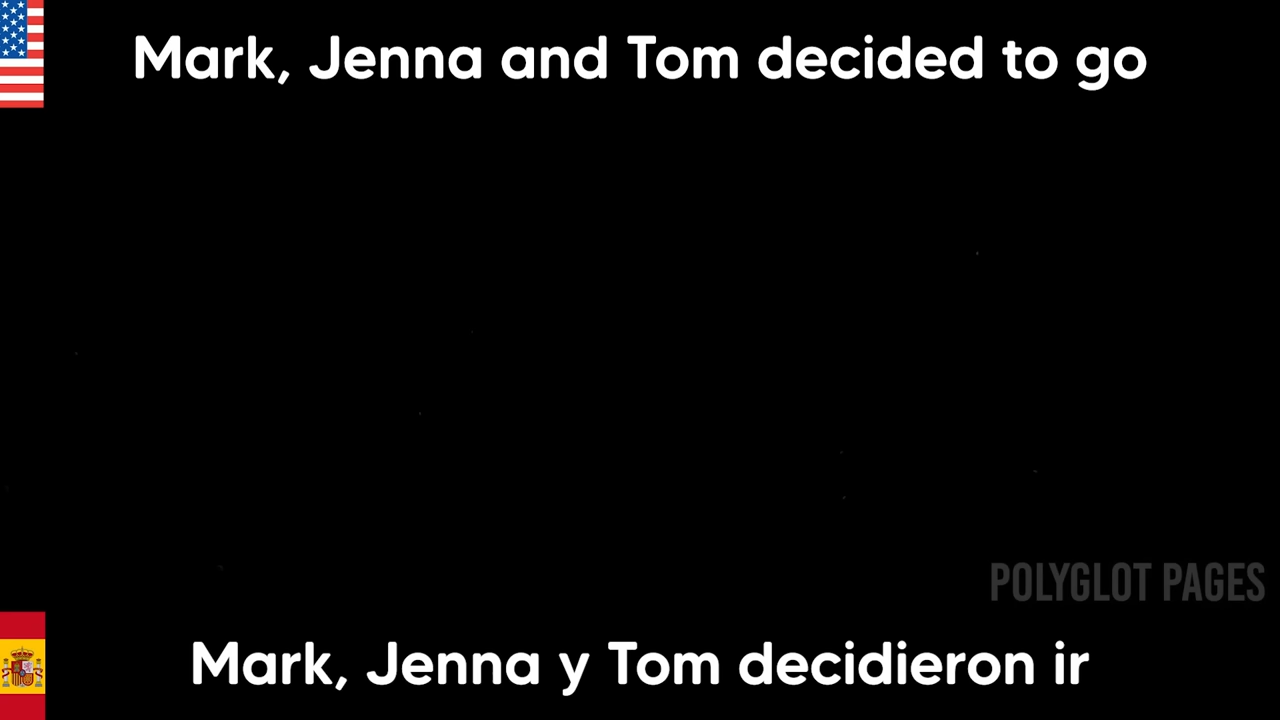 Mark, Jenna and Tom decided to go
POLYGLOT PAGES
Mark, Jenna y Tom decidieron ir